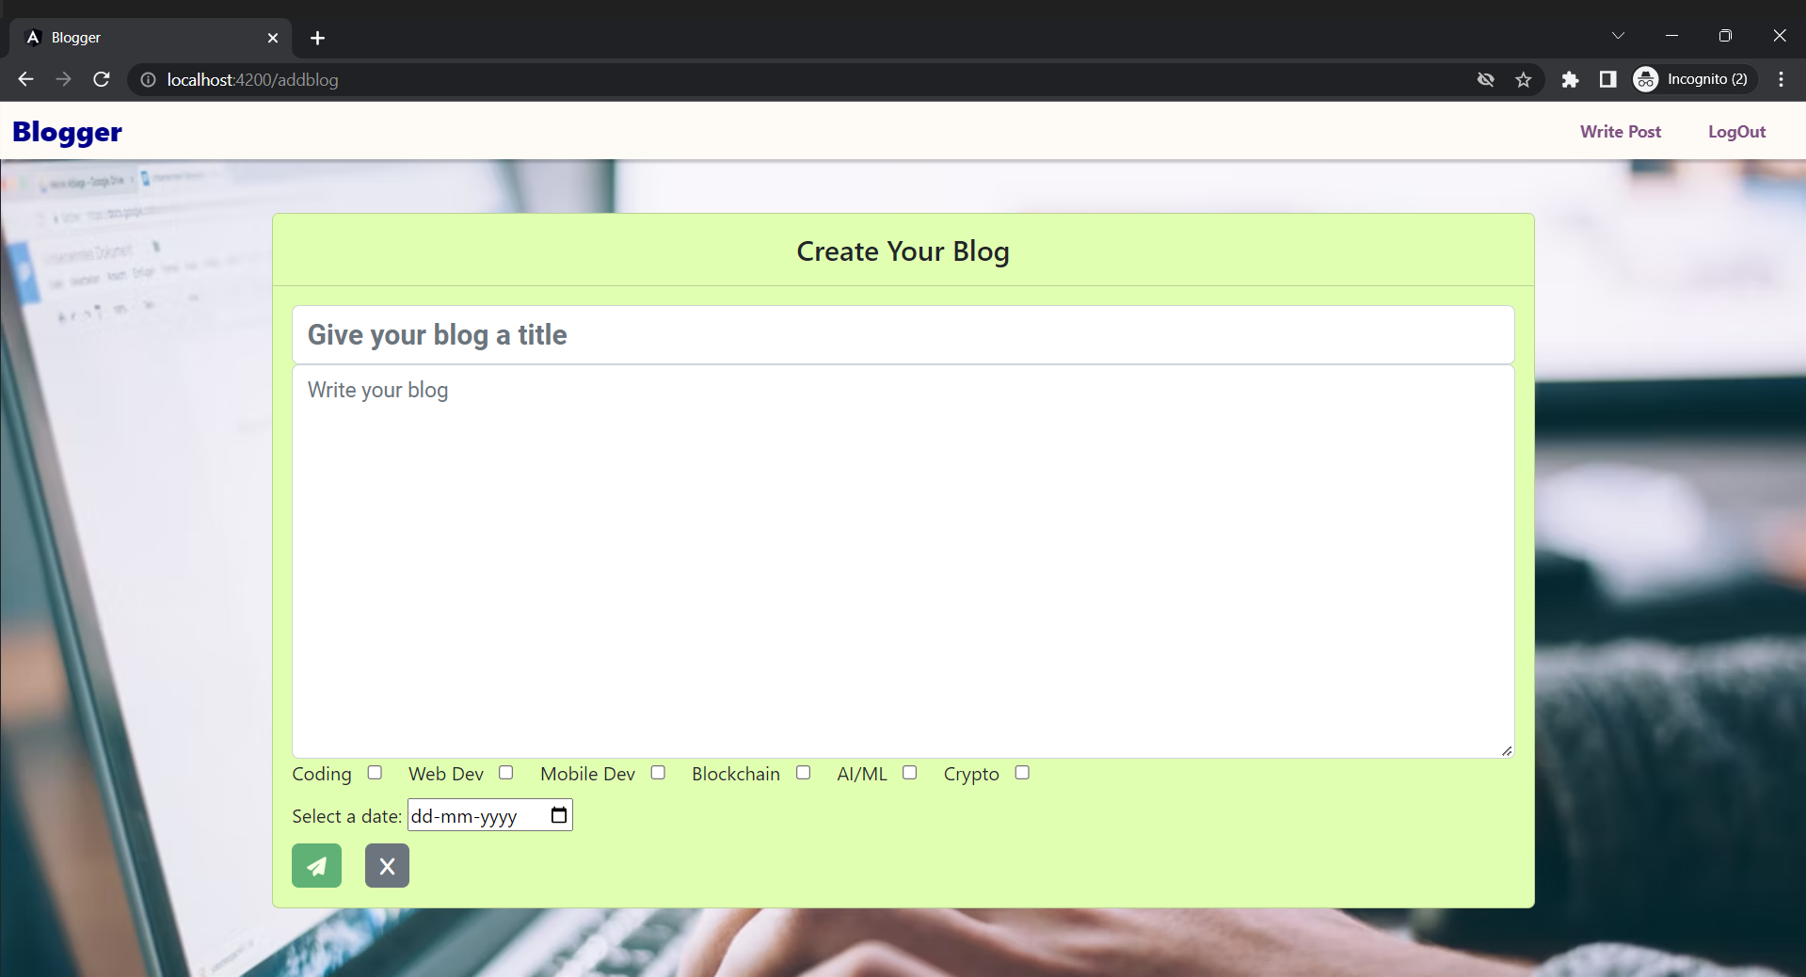 Blogger
localhost:4200/addblog
Incognito (2)
Blogger
Write Post
LogOut
Create Your Blog
Give your blog a title
Write your blog
Coding Web Dev Mobile Dev Blockchain AI/ML Crypto
Select a date: dd-mm-yyyy
X